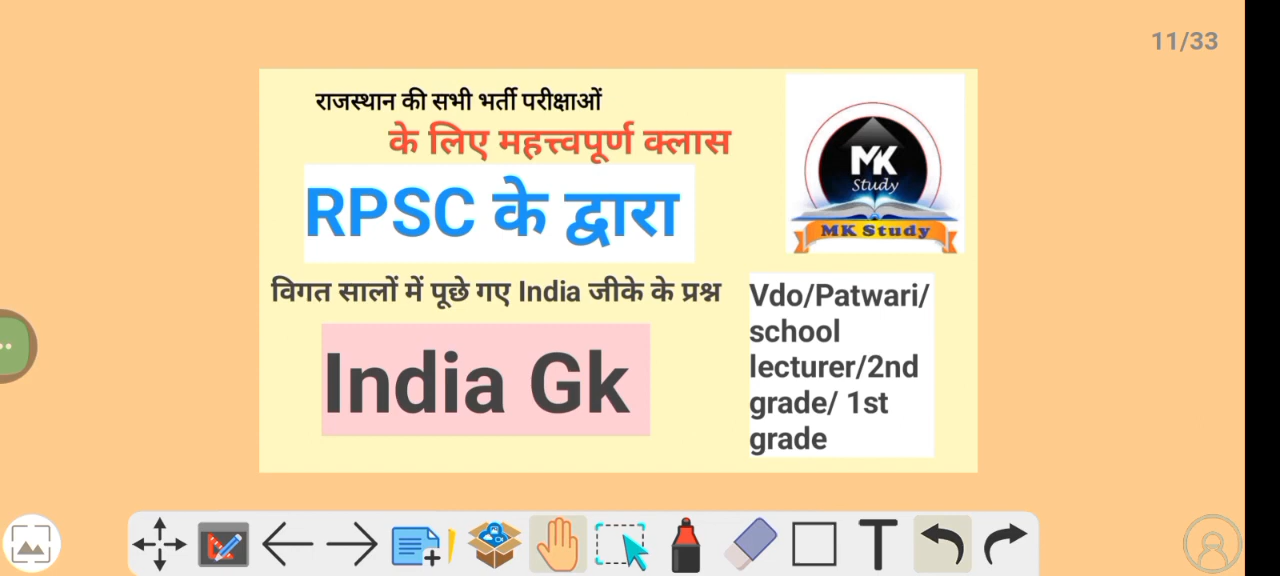 11/33
राजस्थान की सभी भर्ती परीक्षाओं
के लिए महत्त्वपूर्ण क्लास
RPSC के द्वारा
विगत सालों में पूछे गए India जीके के प्रश्न
India Gk
MK
Study
MK Study
Vdo/Patwari/
school
lecturer/2nd
grade/ 1st
grade
T